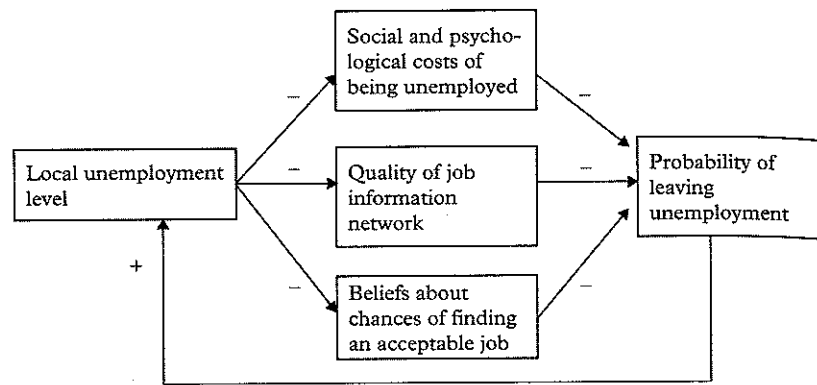 Social and psycho-
logical costs of
being unemployed
–
–
Local unemployment
level
–
Quality of job
information
network
–
Probability of
leaving
unemployment
+
–
Beliefs about
chances of finding
an acceptable job
–